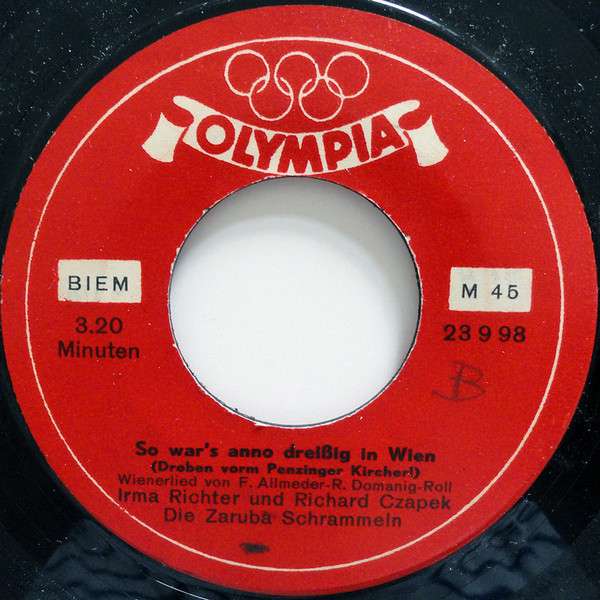 OLYMPIA
BIEM
M 45
3.20
Minuten
23 9 98
B
So war's anno dreißig in Wien
(Droben vorm Penzinger Kircherl)
Wienerlied von F. Allmeder-R. Domanig-Roll
Irma Richter und Richard Czapek
Die Zaruba Schrammeln